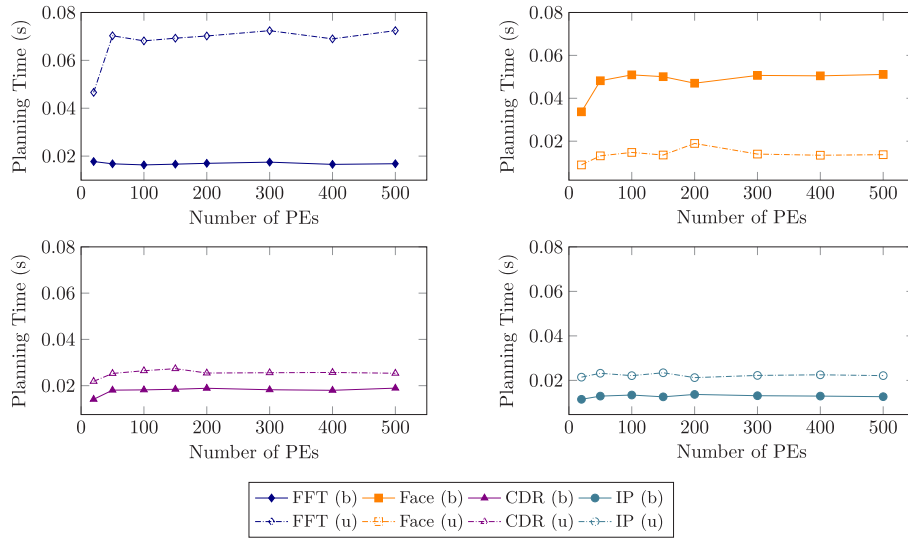 0.08
0.06
0.04
0.02
Planning Time (s)
0 100 200 300 400 500
Number of PEs
0.08
0.06
0.04
0.02
Planning Time (s)
0 100 200 300 400 500
Number of PEs
0.08
0.06
0.04
0.02
Planning Time (s)
0 100 200 300 400 500
Number of PEs
0.08
0.06
0.04
0.02
Planning Time (s)
0 100 200 300 400 500
Number of PEs
FFT (b) Face (b) CDR (b) IP (b)
FFT (u) Face (u) CDR (u) IP (u)